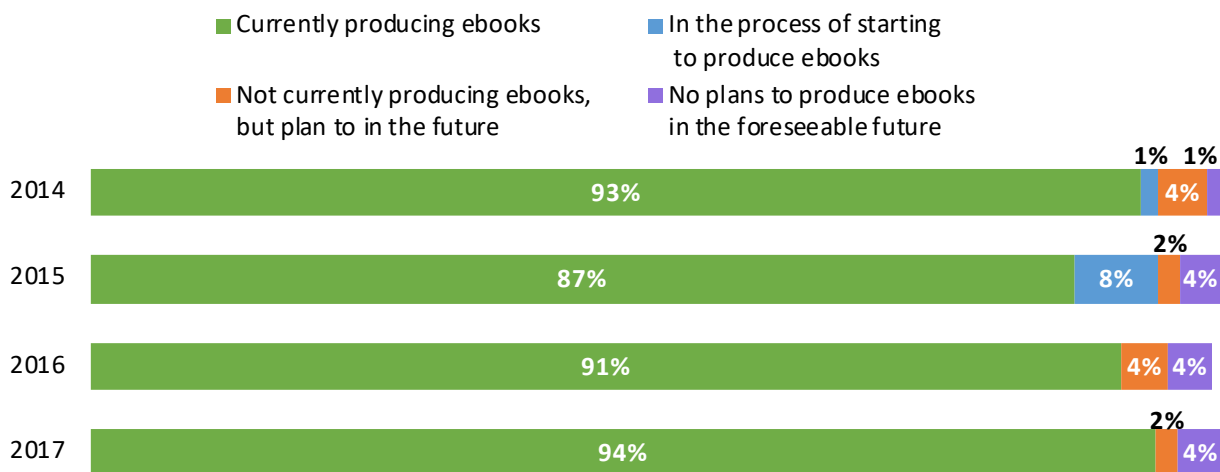 Currently producing ebooks
In the process of starting
to produce ebooks
Not currently producing ebooks,
but plan to in the future
No plans to produce ebooks
in the foreseeable future
1% 1%
2014 93% 4%
2%
2015 87% 8% 4%
2016 91% 4% 4%
2%
2017 94% 4%